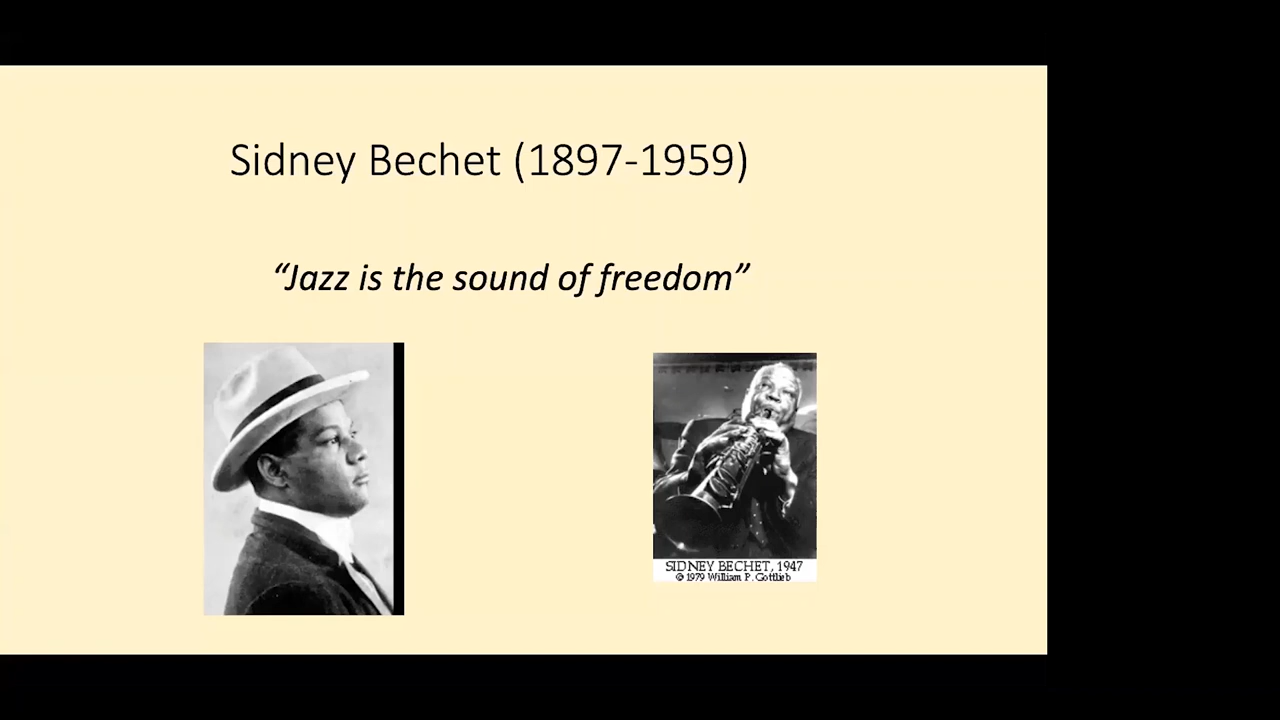 Sidney Bechet (1897-1959)
“Jazz is the sound of freedom”
SIDNEY BECHET, 1947
© 1979 William P. Gottlieb